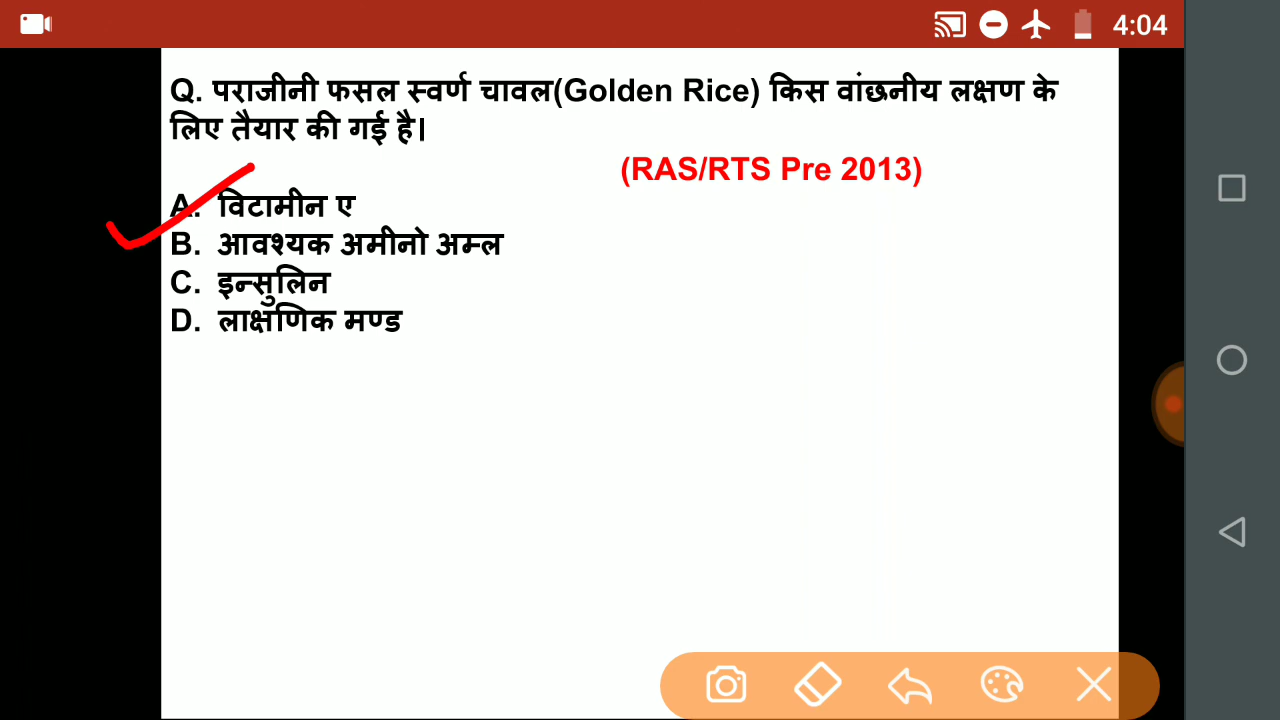 4:04
Q. पराजीनी फसल स्वर्ण चावल(Golden Rice) किस वांछनीय लक्षण के
लिए तैयार की गई है।
(RAS/RTS Pre 2013)
A. विटामीन ए
B. आवश्यक अमीनो अम्ल
C. इन्सुलिन
D. लाक्षणिक मण्ड